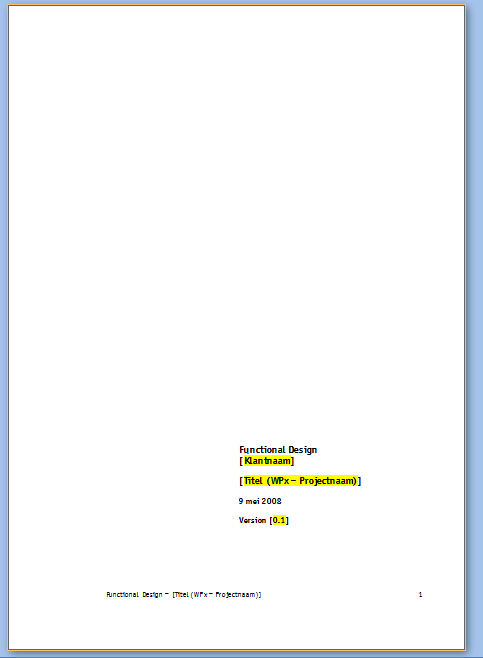 Functional Design
[Klantnaam]
[Titel (WPx – Projectnaam)]
9 mei 2008
Version [0.1]
Functional Design – [Titel (WPx – Projectnaam)] 1